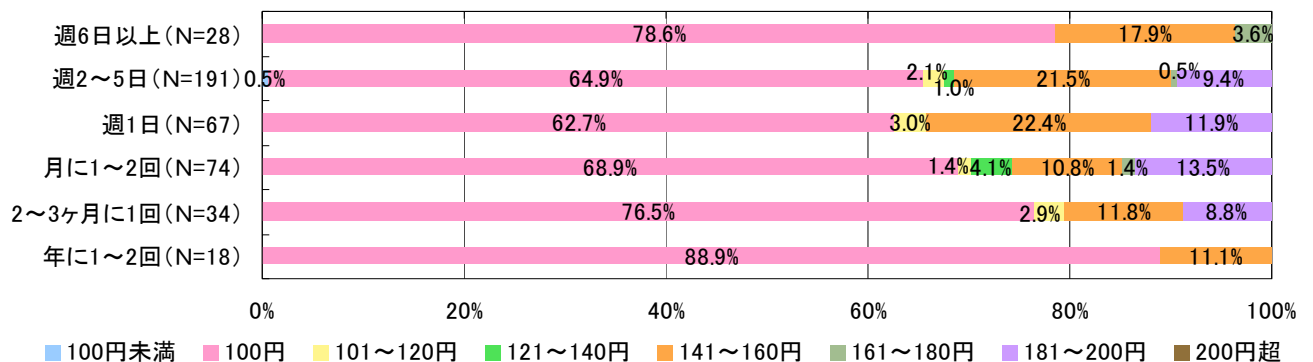 週6日以上(N=28) 78.6% 17.9% 3.6%
週2～5日(N=191) 0.5% 64.9% 2.1% 1.0% 21.5% 0.5% 9.4%
週1日(N=67) 62.7% 3.0% 22.4% 11.9%
月に1～2回(N=74) 68.9% 1.4% 4.1% 10.8% 1.4% 13.5%
2～3ヶ月に1回(N=34) 76.5% 2.9% 11.8% 8.8%
年に1～2回(N=18) 88.9% 11.1%
0% 20% 40% 60% 80% 100%
100円未満 100円 101～120円 121～140円 141～160円 161～180円 181～200円 200円超